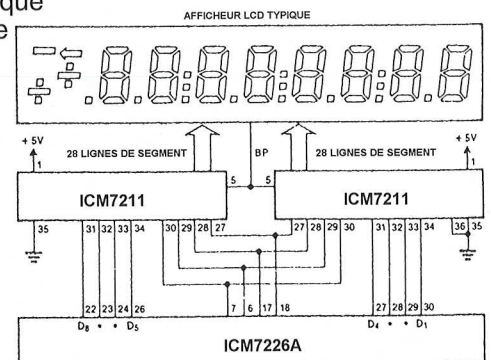 que
e
AFFICHEUR LCD TYPIQUE
+ 5V
1
28 LIGNES DE SEGMENT
BP
28 LIGNES DE SEGMENT
+ 5V
1
5
5
ICM7211
ICM7211
35
31 32 33 34
30 29 28 27
27 28 29 30
31 32 33 34
36 35
22 23 24 26
7 6 17 18
27 28 29 30
D8 • • D5
D4 • • D1
ICM7226A